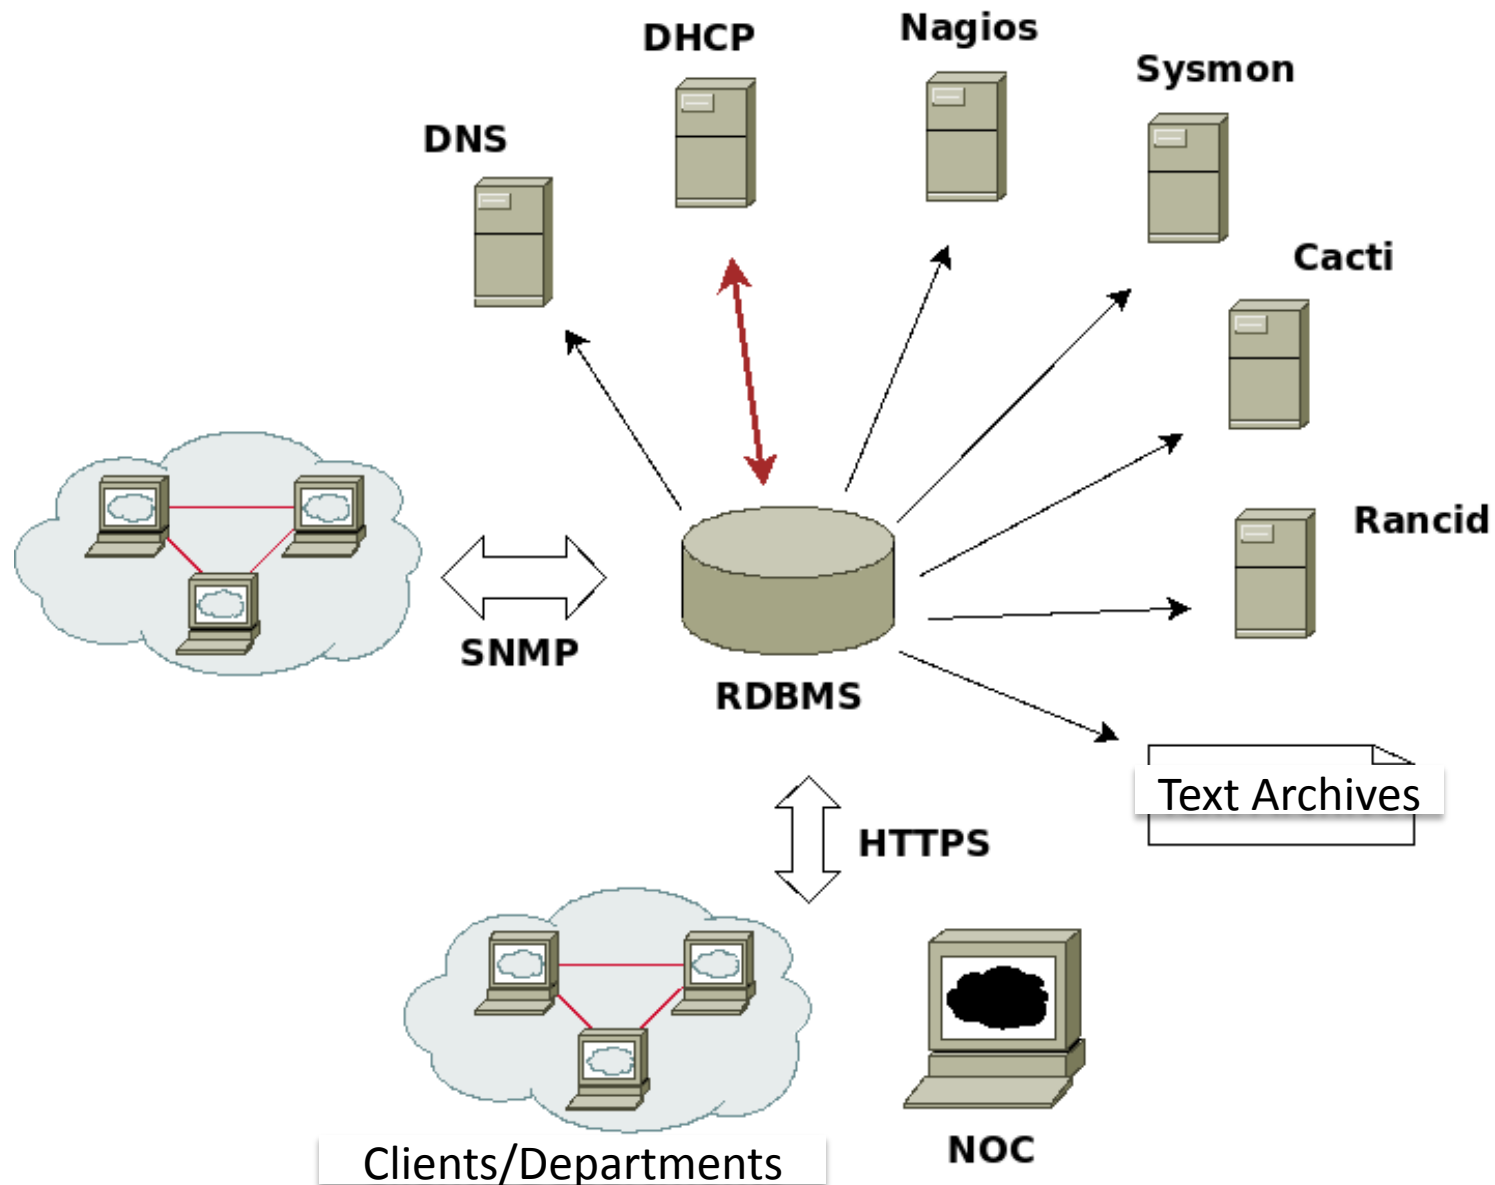 DHCP
Nagios
Sysmon
DNS
Cacti
Rancid
SNMP
RDBMS
Text Archives
HTTPS
NOC
Clients/Departments